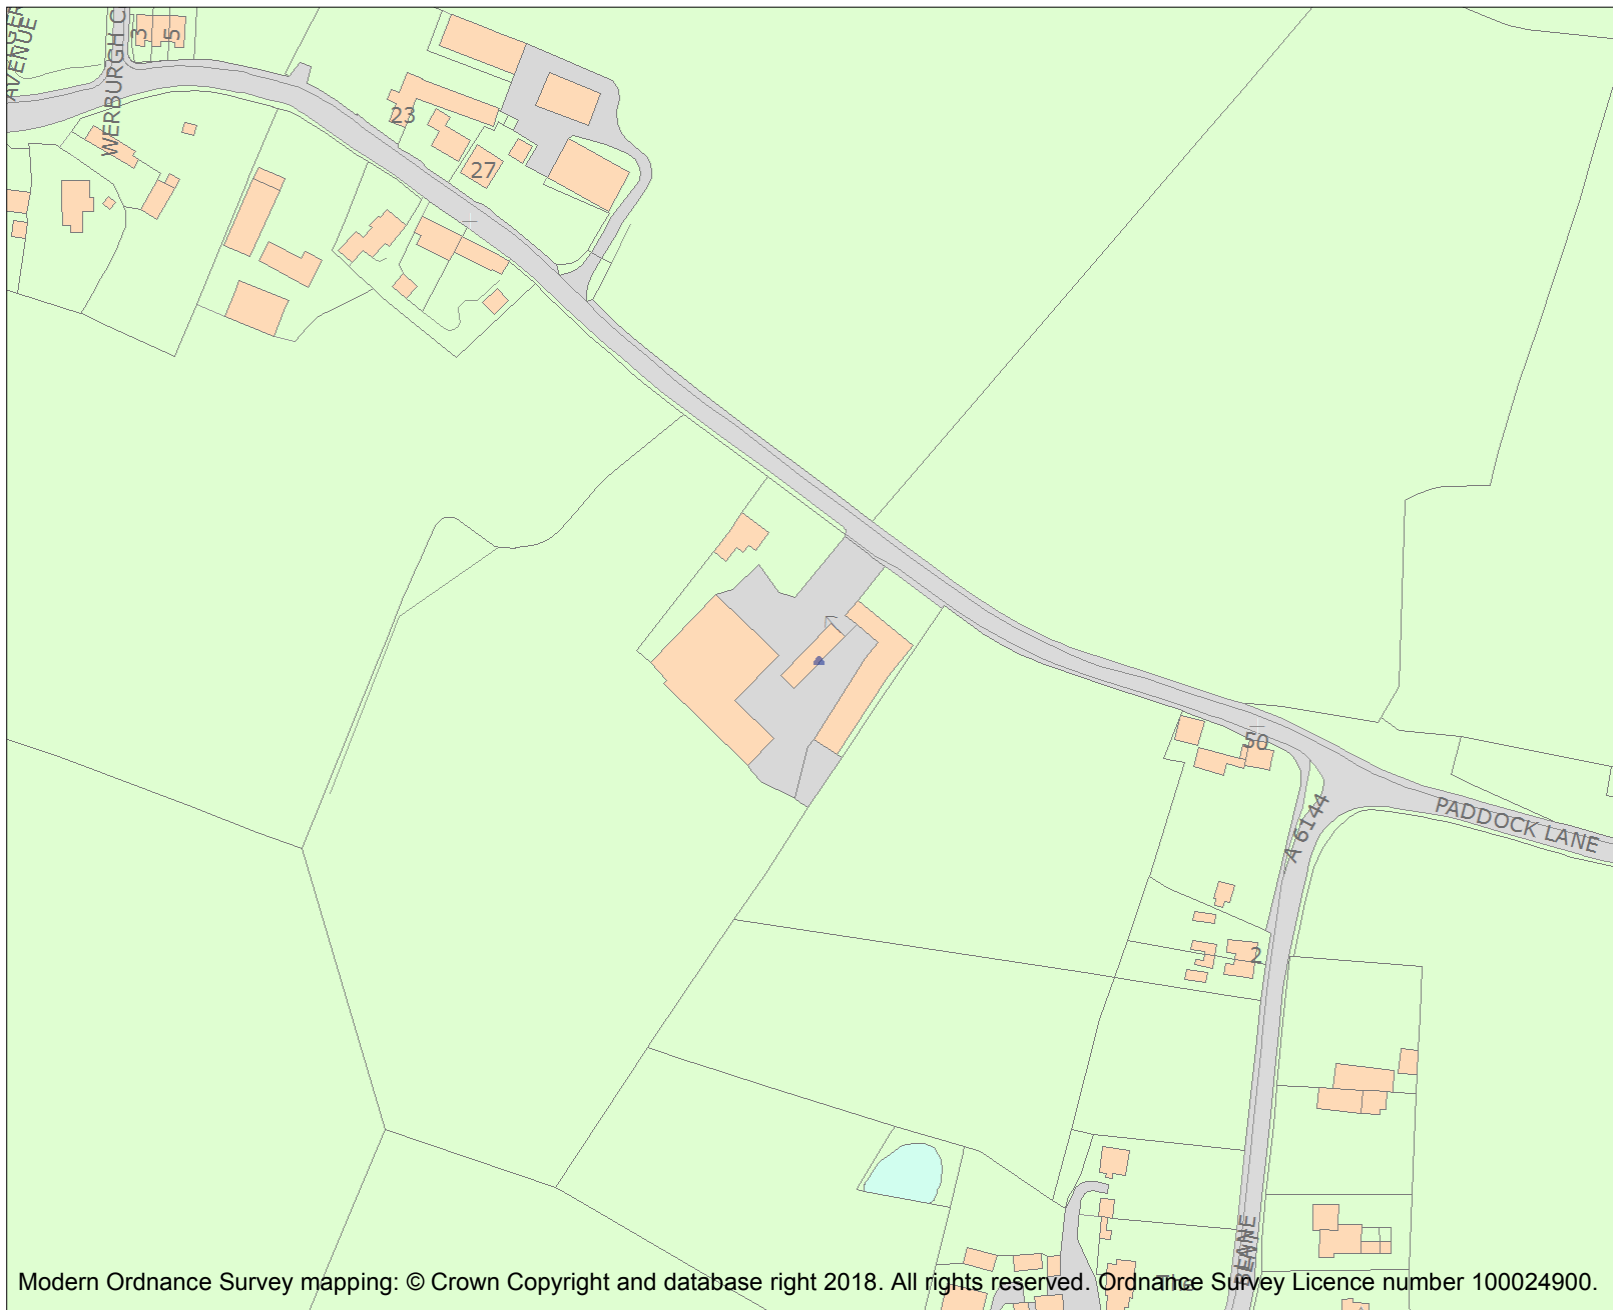 AVENUE
WERBURGH C
3
5
23
27
50
A 6144
PADDOCK LANE
2
The
Modern Ordnance Survey mapping: © Crown Copyright and database right 2018. All rights reserved. Ordnance Survey Licence number 100024900.